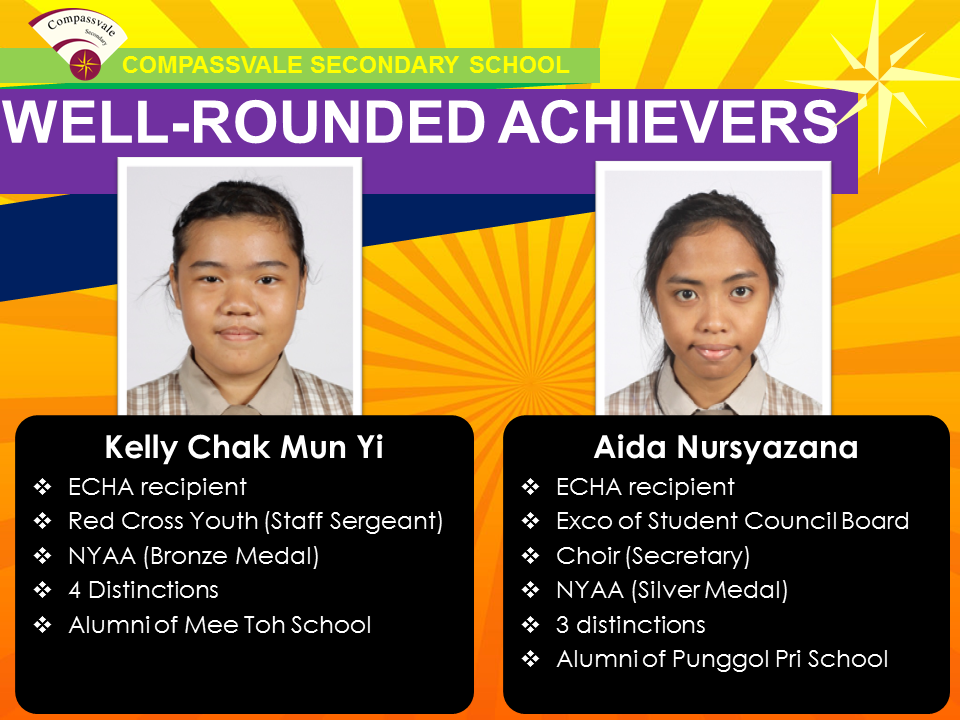 Compassvale
Secondary
COMPASSVALE SECONDARY SCHOOL
WELL-ROUNDED ACHIEVERS
Kelly Chak Mun Yi
❖ ECHA recipient
❖ Red Cross Youth (Staff Sergeant)
❖ NYAA (Bronze Medal)
❖ 4 Distinctions
❖ Alumni of Mee Toh School
Aida Nursyazana
❖ ECHA recipient
❖ Exco of Student Council Board
❖ Choir (Secretary)
❖ NYAA (Silver Medal)
❖ 3 distinctions
❖ Alumni of Punggol Pri School